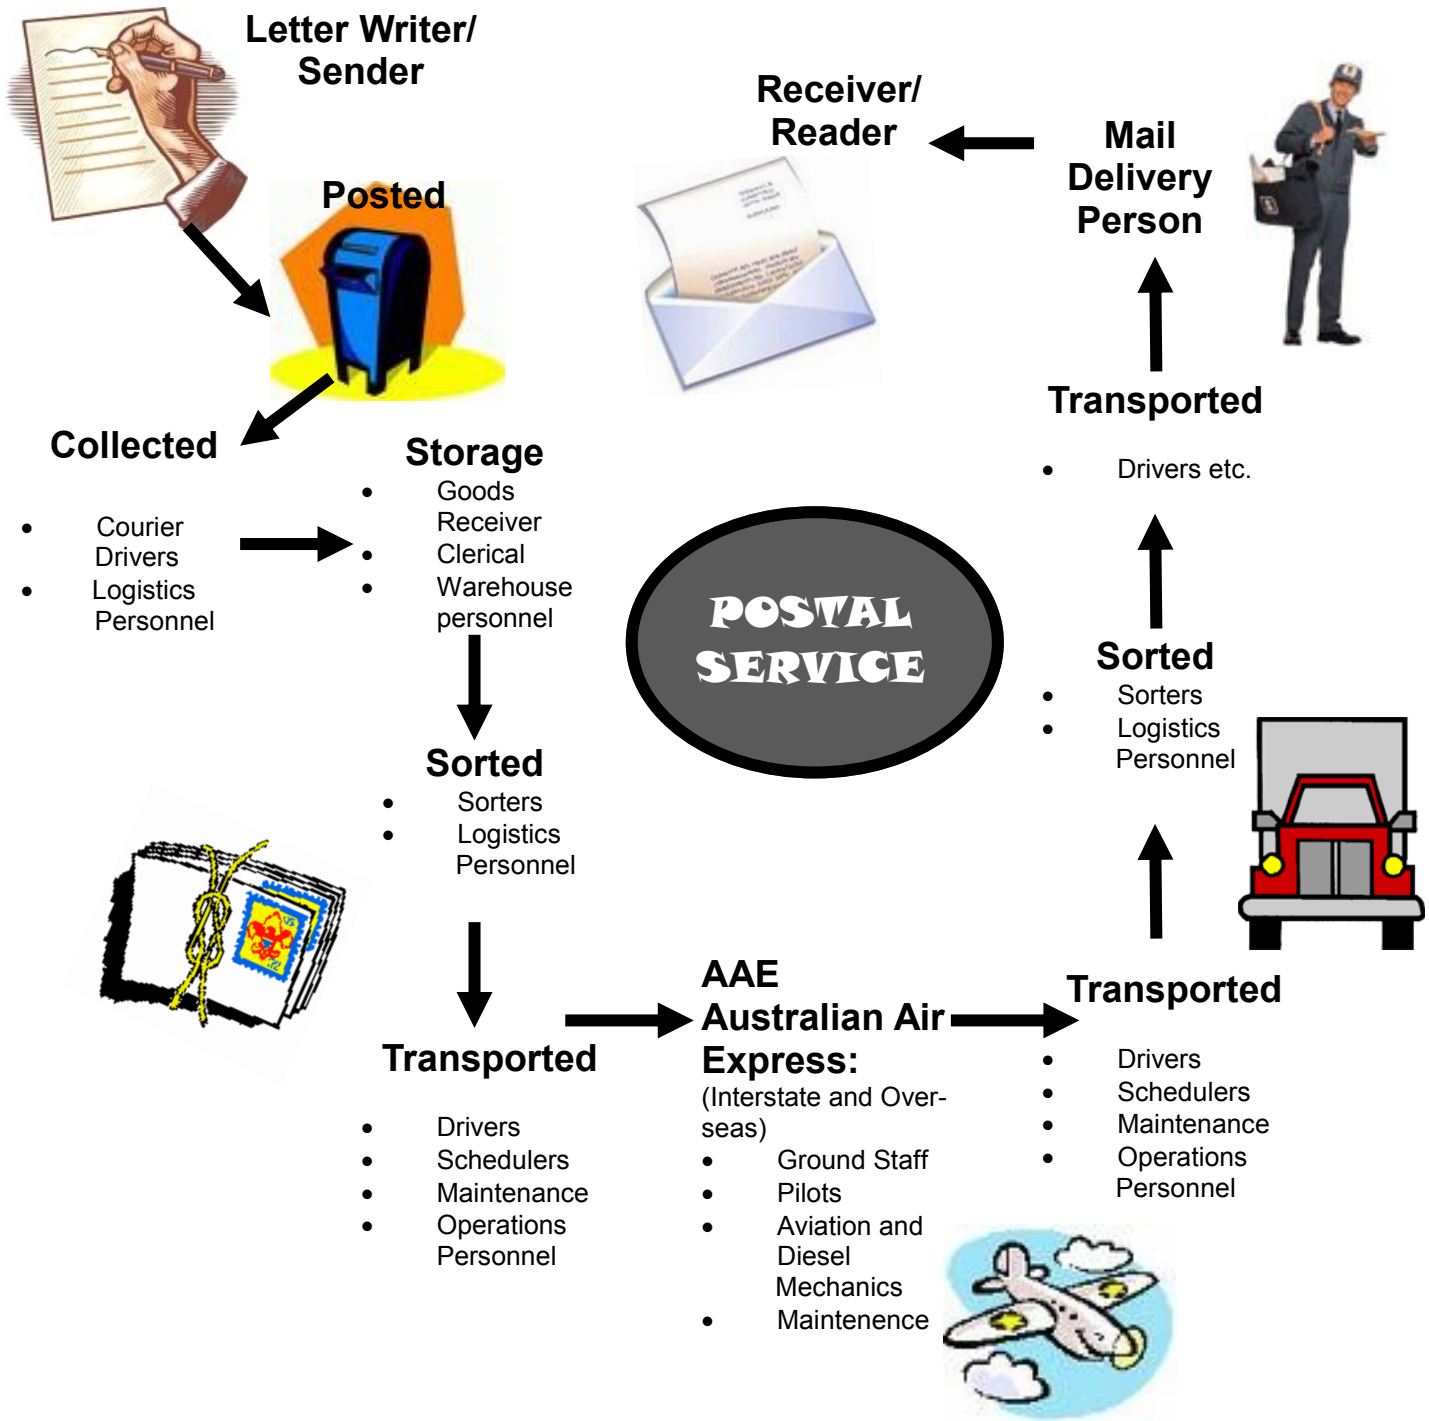 Letter Writer/
Sender
Posted
Collected
• Courier
Drivers
• Logistics
Personnel
Storage
• Goods
Receiver
• Clerical
• Warehouse
personnel
Sorted
• Sorters
• Logistics
Personnel
Transported
• Drivers
• Schedulers
• Maintenance
• Operations
Personnel
AAE
Australian Air
Express:
(Interstate and Over-
seas)
• Ground Staff
• Pilots
• Aviation and
Diesel
Mechanics
• Maintenence
Transported
• Drivers
• Schedulers
• Maintenance
• Operations
Personnel
Sorted
• Sorters
• Logistics
Personnel
Transported
• Drivers etc.
Mail
Delivery
Person
Receiver/
Reader
POSTAL
SERVICE